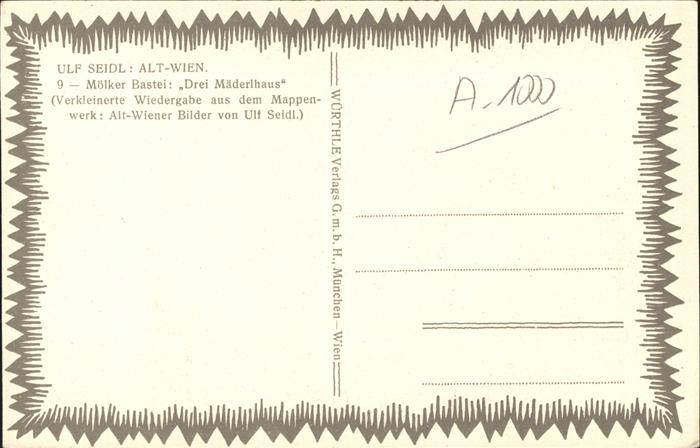 ULF SEIDL: ALT-WIEN.
9 — Mölker Bastei: „Drei Mäderlhaus“
(Verkleinerte Wiedergabe aus dem Mappen-
werk: Alt-Wiener Bilder von Ulf Seidl.)
WÜRTHLE Verlags G. m. b. H., München—Wien
A-1000